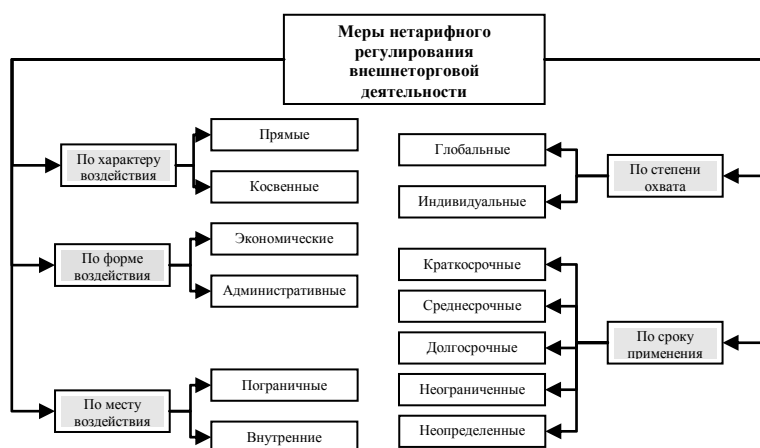 Меры нетарифного
регулирования
внешнеторговой
деятельности
По характеру
воздействия
Прямые
Косвенные
По форме
воздействия
Экономические
Административные
По месту
воздействия
Пограничные
Внутренние
Глобальные
Индивидуальные
По степени
охвата
Краткосрочные
Среднесрочные
Долгосрочные
Неограниченные
Неопределенные
По сроку
применения